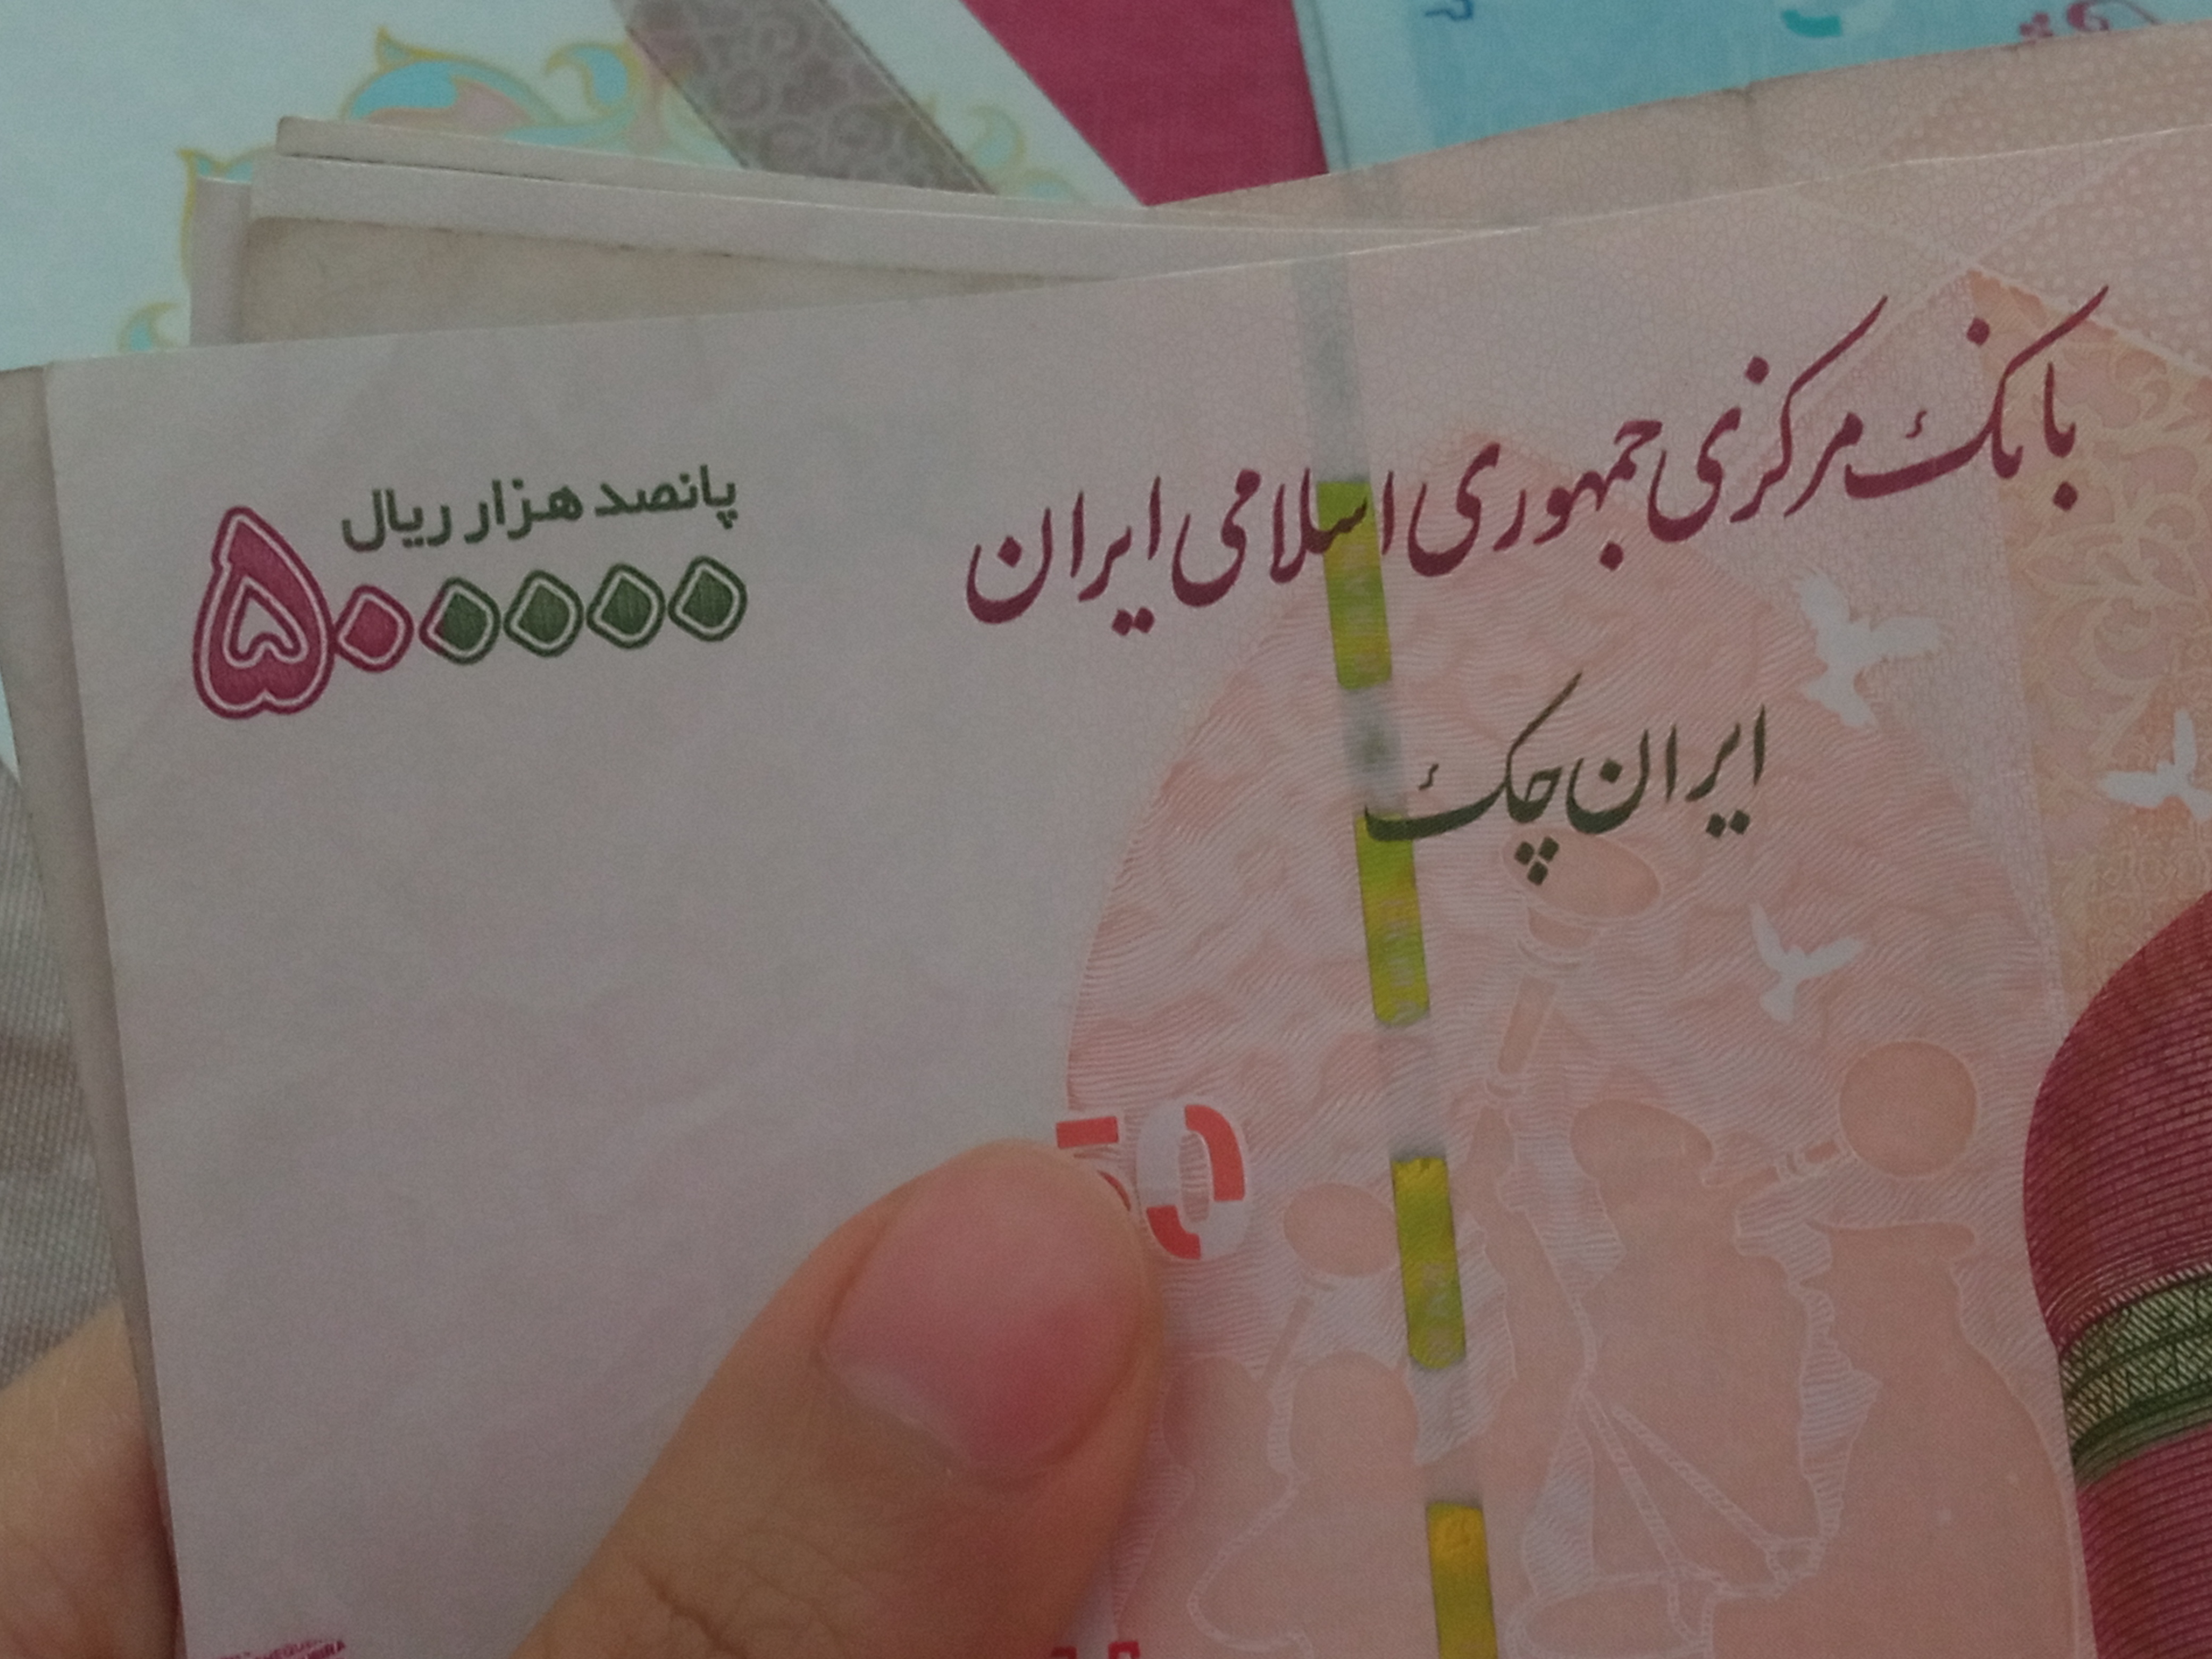 بانک مرکزی جمهوری اسلامی ایران
پانصد هزار ریال
۵۰۰۰۰۰
ایران چک